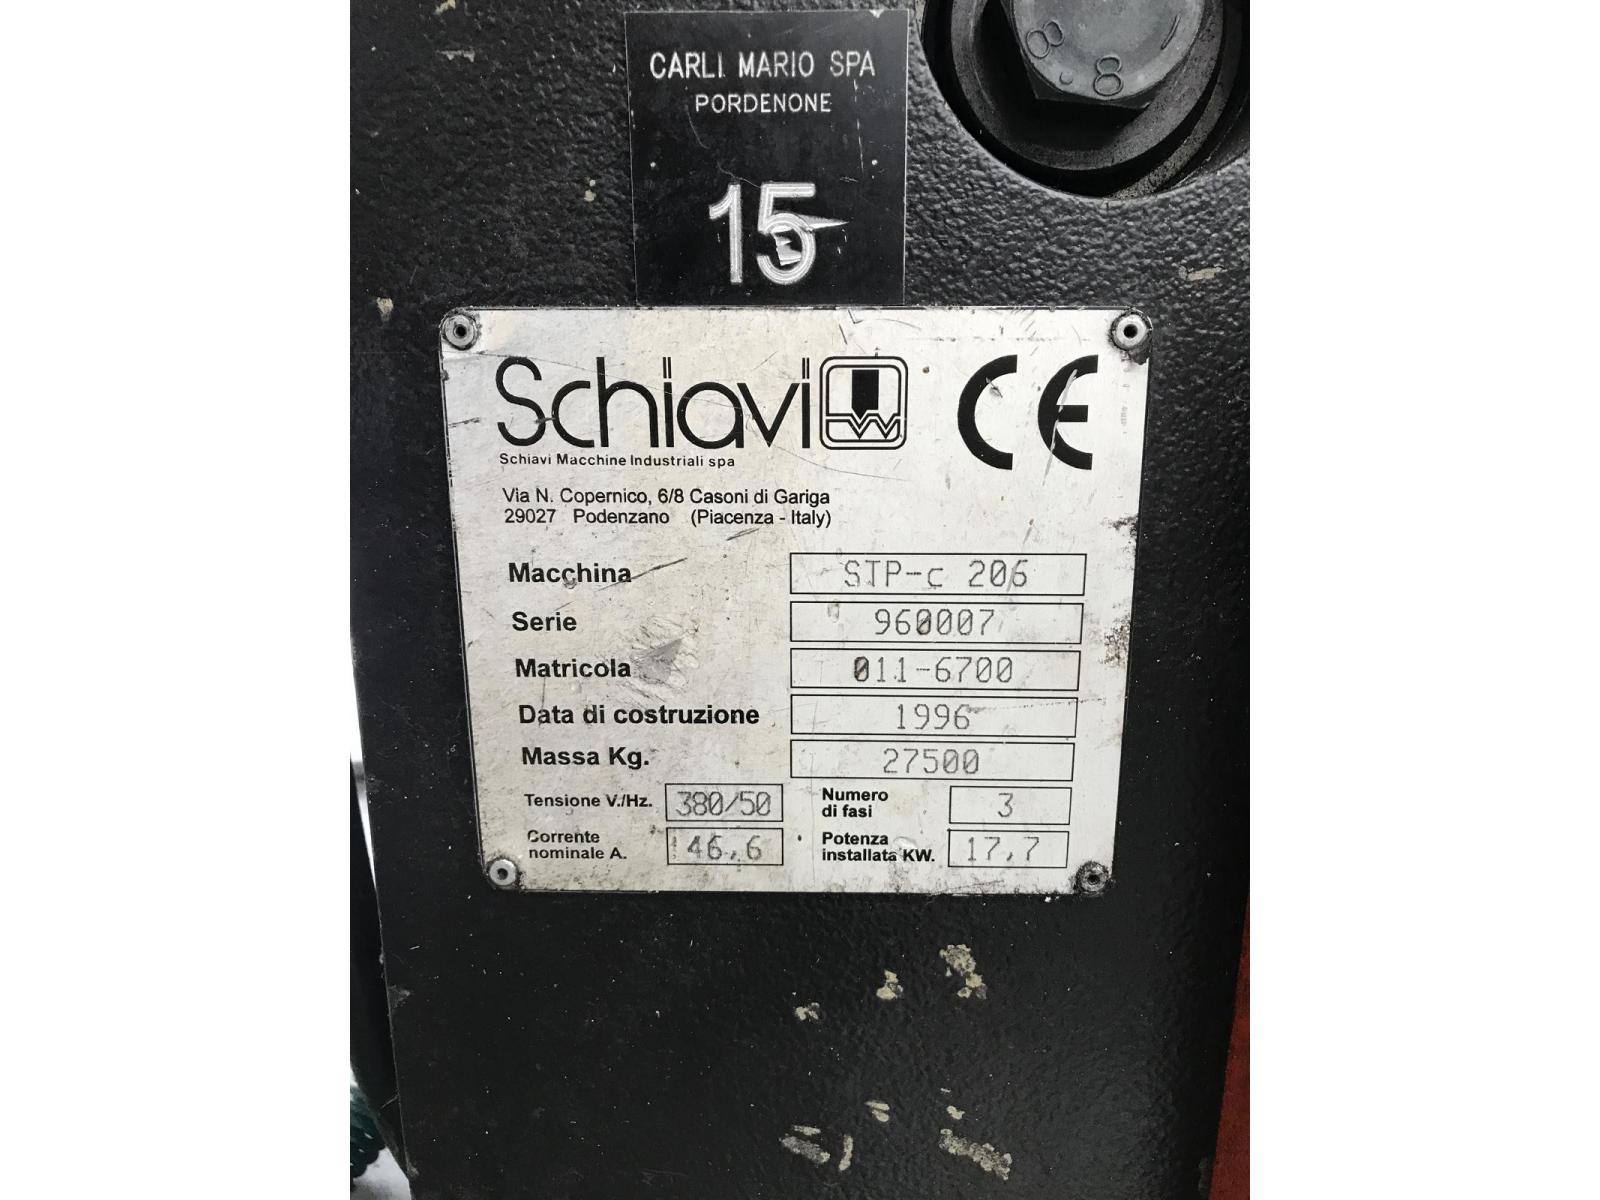 CARLI MARIO SPA
PORDENONE
15
8.8
Schiavi CE
Schiavi Macchine Industriali spa
Via N. Copernico, 6/8 Casoni di Gariga
29027 Podenzano (Piacenza - Italy)
Macchina STP-c 206
Serie 960007
Matricola 011-6700
Data di costruzione 1996
Massa Kg. 27500
Tensione V./Hz. 380/50 Numero di fasi 3
Corrente nominale A. 46,6 Potenza installata KW. 17,7